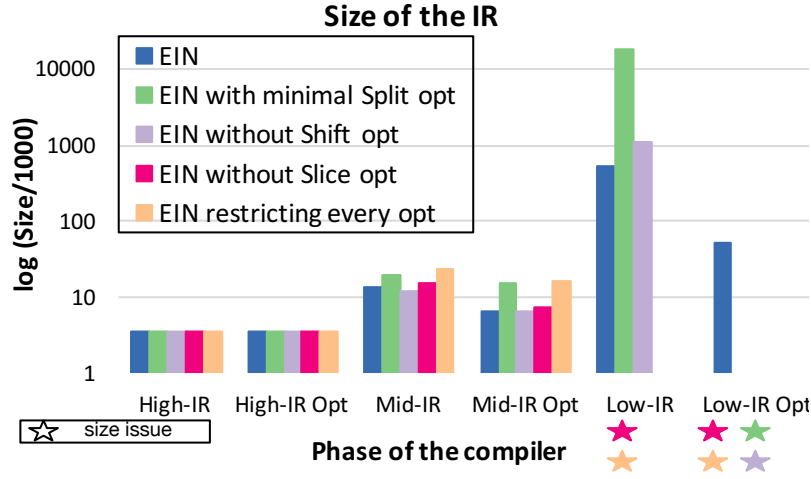 Size of the IR
EIN
EIN with minimal Split opt
EIN without Shift opt
EIN without Slice opt
EIN restricting every opt
log (Size/1000)
10000
1000
100
10
1
High-IR High-IR Opt Mid-IR Mid-IR Opt Low-IR Low-IR Opt
size issue
Phase of the compiler